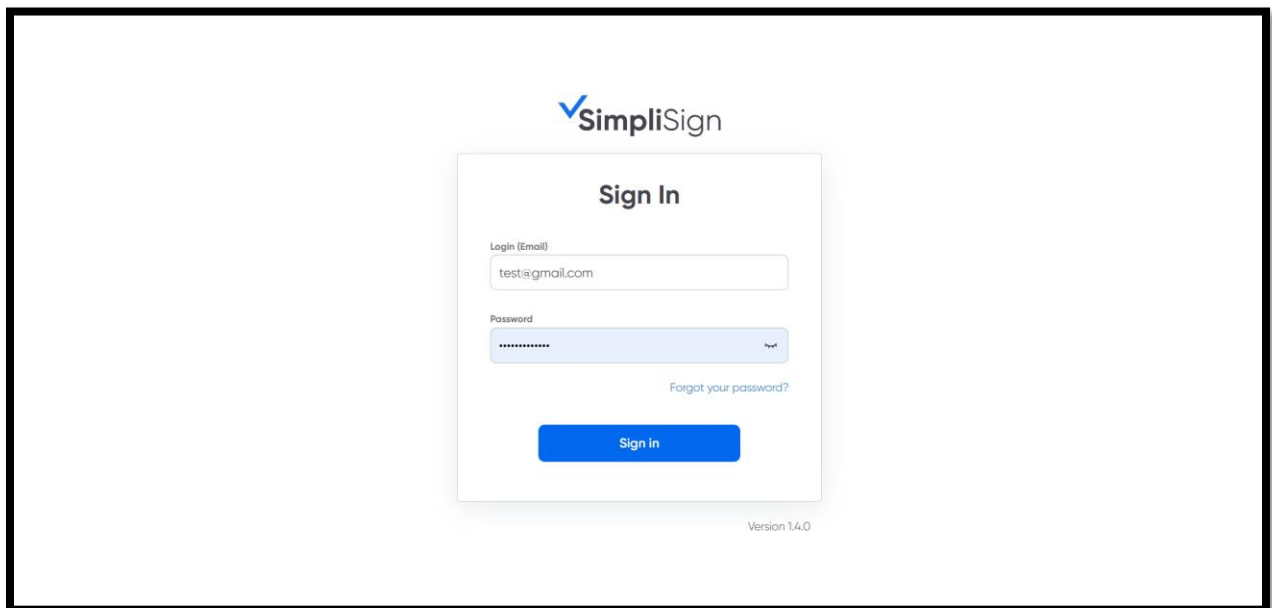 SimpliSign
Sign In
Login (Email)
test@gmail.com
Password
•••••••••••••
Forgot your password?
Sign in
Version 1.4.0